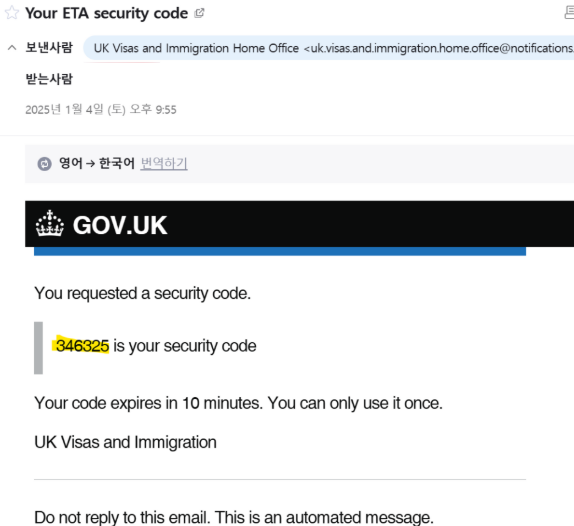 Your ETA security code
보낸사람 UK Visas and Immigration Home Office <uk.visas.and.immigration.home.office@notifications.
받는사람
2025년 1월 4일 (토) 오후 9:55
영어 → 한국어 번역하기
GOV.UK
You requested a security code.
346325 is your security code
Your code expires in 10 minutes. You can only use it once.
UK Visas and Immigration
Do not reply to this email. This is an automated message.